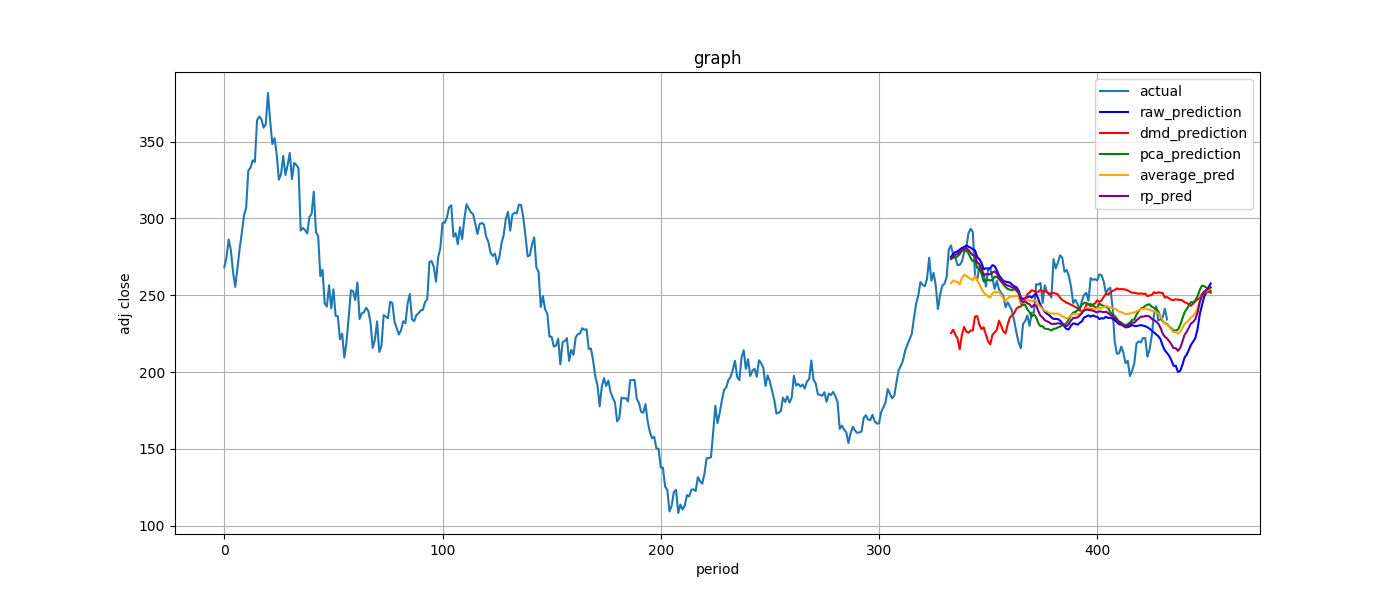 graph
350
300
250
200
150
100
adj close
0 100 200 300 400
period
actual
raw_prediction
dmd_prediction
pca_prediction
average_pred
rp_pred